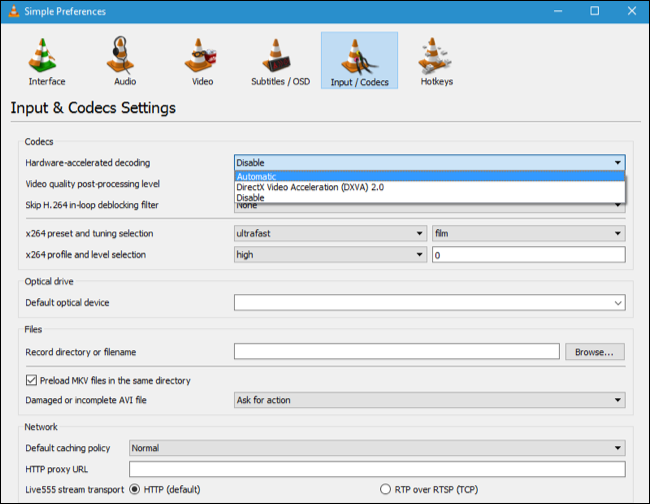 Simple Preferences
Interface Audio Video Subtitles / OSD Input / Codecs Hotkeys
Input & Codecs Settings
Codecs
Hardware-accelerated decoding Disable
Automatic
Video quality post-processing level DirectX Video Acceleration (DXVA) 2.0
Disable
Skip H.264 in-loop deblocking filter None
x264 preset and tuning selection ultrafast film
x264 profile and level selection high 0
Optical drive
Default optical device
Files
Record directory or filename Browse...
Preload MKV files in the same directory
Damaged or incomplete AVI file Ask for action
Network
Default caching policy Normal
HTTP proxy URL
Live555 stream transport HTTP (default) RTP over RTSP (TCP)